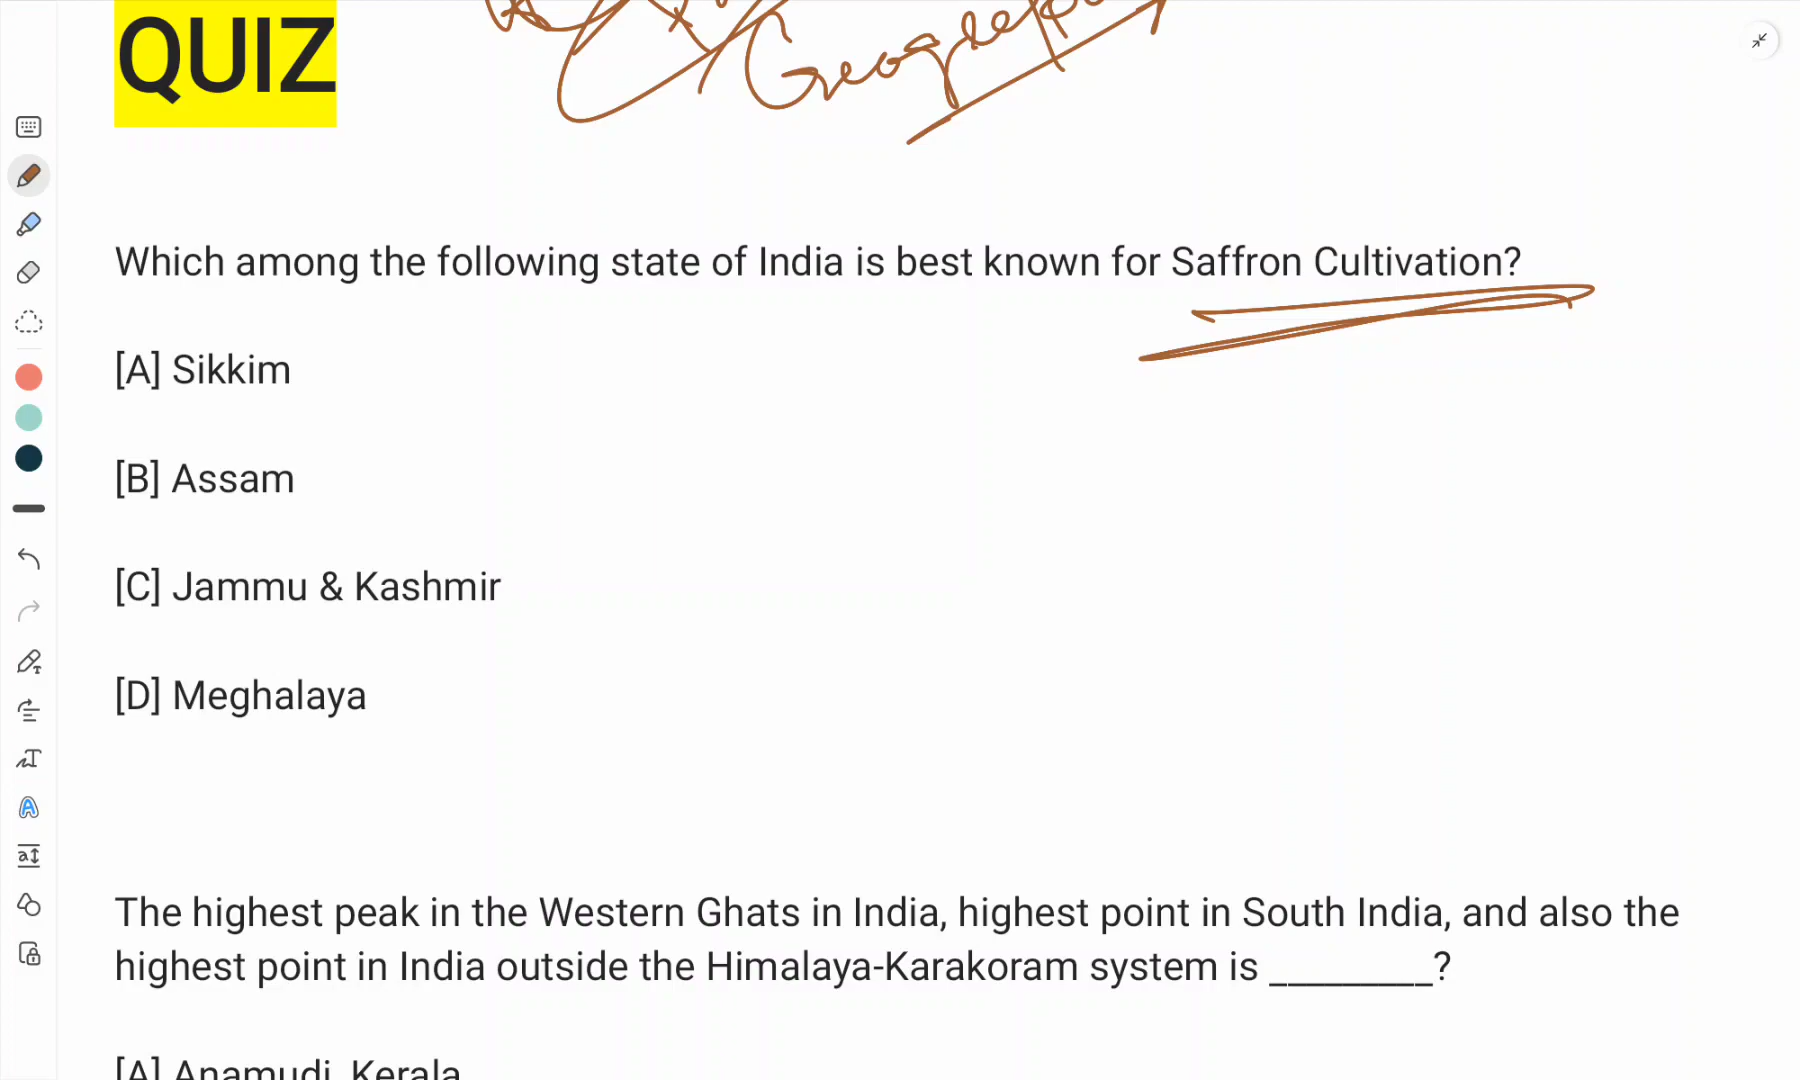 QUIZ
Which among the following state of India is best known for Saffron Cultivation?
[A] Sikkim
[B] Assam
[C] Jammu & Kashmir
[D] Meghalaya
The highest peak in the Western Ghats in India, highest point in South India, and also the
highest point in India outside the Himalaya-Karakoram system is _________?
[A] Anamudi, Kerala